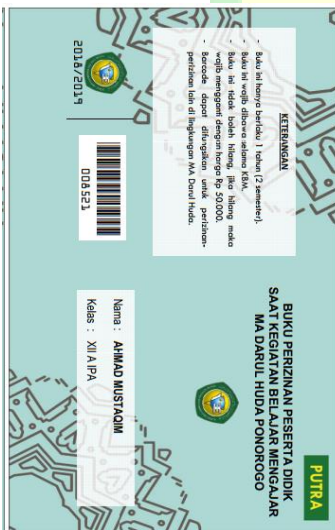 PUTRA
BUKU PERIZINAN PESERTA DIDIK
SAAT KEGIATAN BELAJAR MENGAJAR
MA DARUL HUDA PONOROGO
Nama : AHMAD MUSTAQIM
Kelas : XII A IPA
KETERANGAN
- Buku ini hanya berlaku 1 tahun (2 semester).
- Buku ini wajib dibawa selama KBM.
- Buku ini tidak boleh hilang, jika hilang maka
wajib mengganti dengan harga Rp 50.000.
- Barcode dapat difungsikan untuk perizinan-
perizinan lain di lingkungan MA Darul Huda.
008521
2018/2019